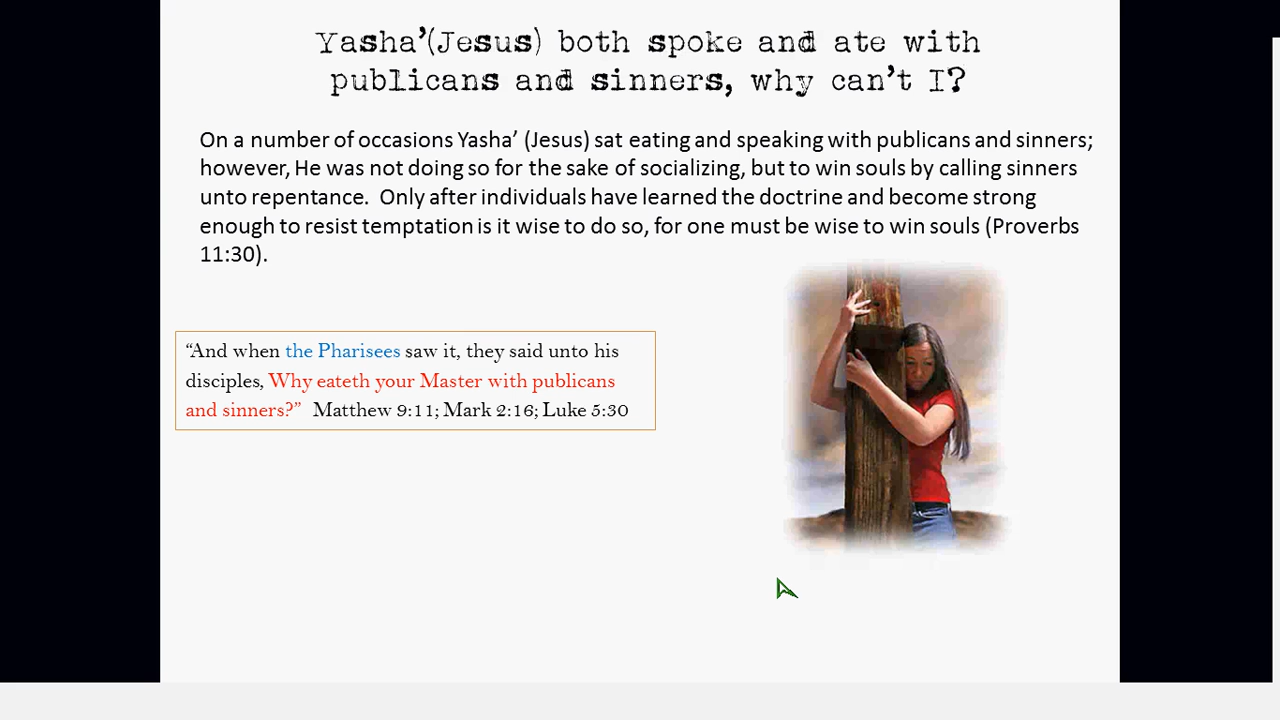 Yasha’(Jesus) both spoke and ate with
publicans and sinners, why can’t I?
On a number of occasions Yasha’ (Jesus) sat eating and speaking with publicans and sinners;
however, He was not doing so for the sake of socializing, but to win souls by calling sinners
unto repentance.  Only after individuals have learned the doctrine and become strong
enough to resist temptation is it wise to do so, for one must be wise to win souls (Proverbs
11:30).
“And when the Pharisees saw it, they said unto his
disciples, Why eateth your Master with publicans
and sinners?”  Matthew 9:11; Mark 2:16; Luke 5:30